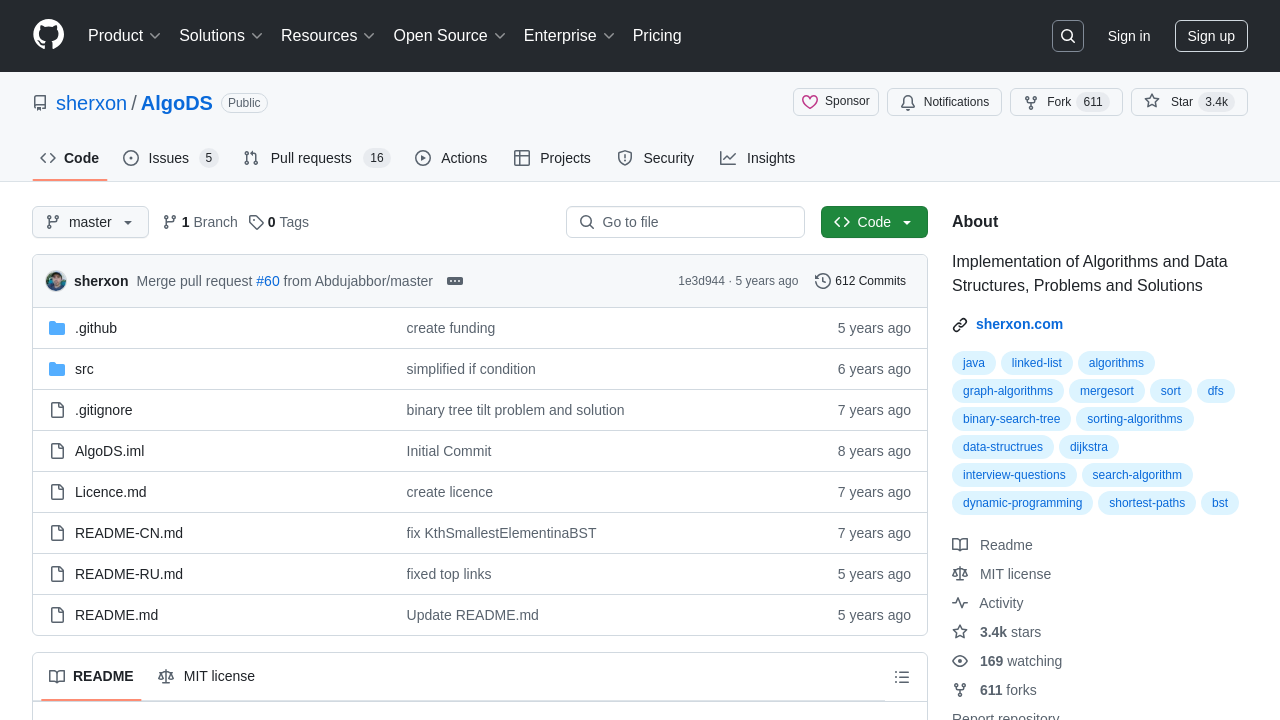 Product Solutions Resources Open Source Enterprise Pricing Sign in Sign up
sherxon / AlgoDS Public Sponsor Notifications Fork 611 Star 3.4k
Code Issues 5 Pull requests 16 Actions Projects Security Insights
master 1 Branch 0 Tags Go to file Code
sherxon Merge pull request #60 from Abdujabbor/master 1e3d944 · 5 years ago 612 Commits
.github create funding 5 years ago
src simplified if condition 6 years ago
.gitignore binary tree tilt problem and solution 7 years ago
AlgoDS.iml Initial Commit 8 years ago
Licence.md create licence 7 years ago
README-CN.md fix KthSmallestElementinaBST 7 years ago
README-RU.md fixed top links 5 years ago
README.md Update README.md 5 years ago
README MIT license
About
Implementation of Algorithms and Data
Structures, Problems and Solutions
sherxon.com
java linked-list algorithms
graph-algorithms mergesort sort dfs
binary-search-tree sorting-algorithms
data-structrues dijkstra
interview-questions search-algorithm
dynamic-programming shortest-paths bst
Readme
MIT license
Activity
3.4k stars
169 watching
611 forks
Report repository